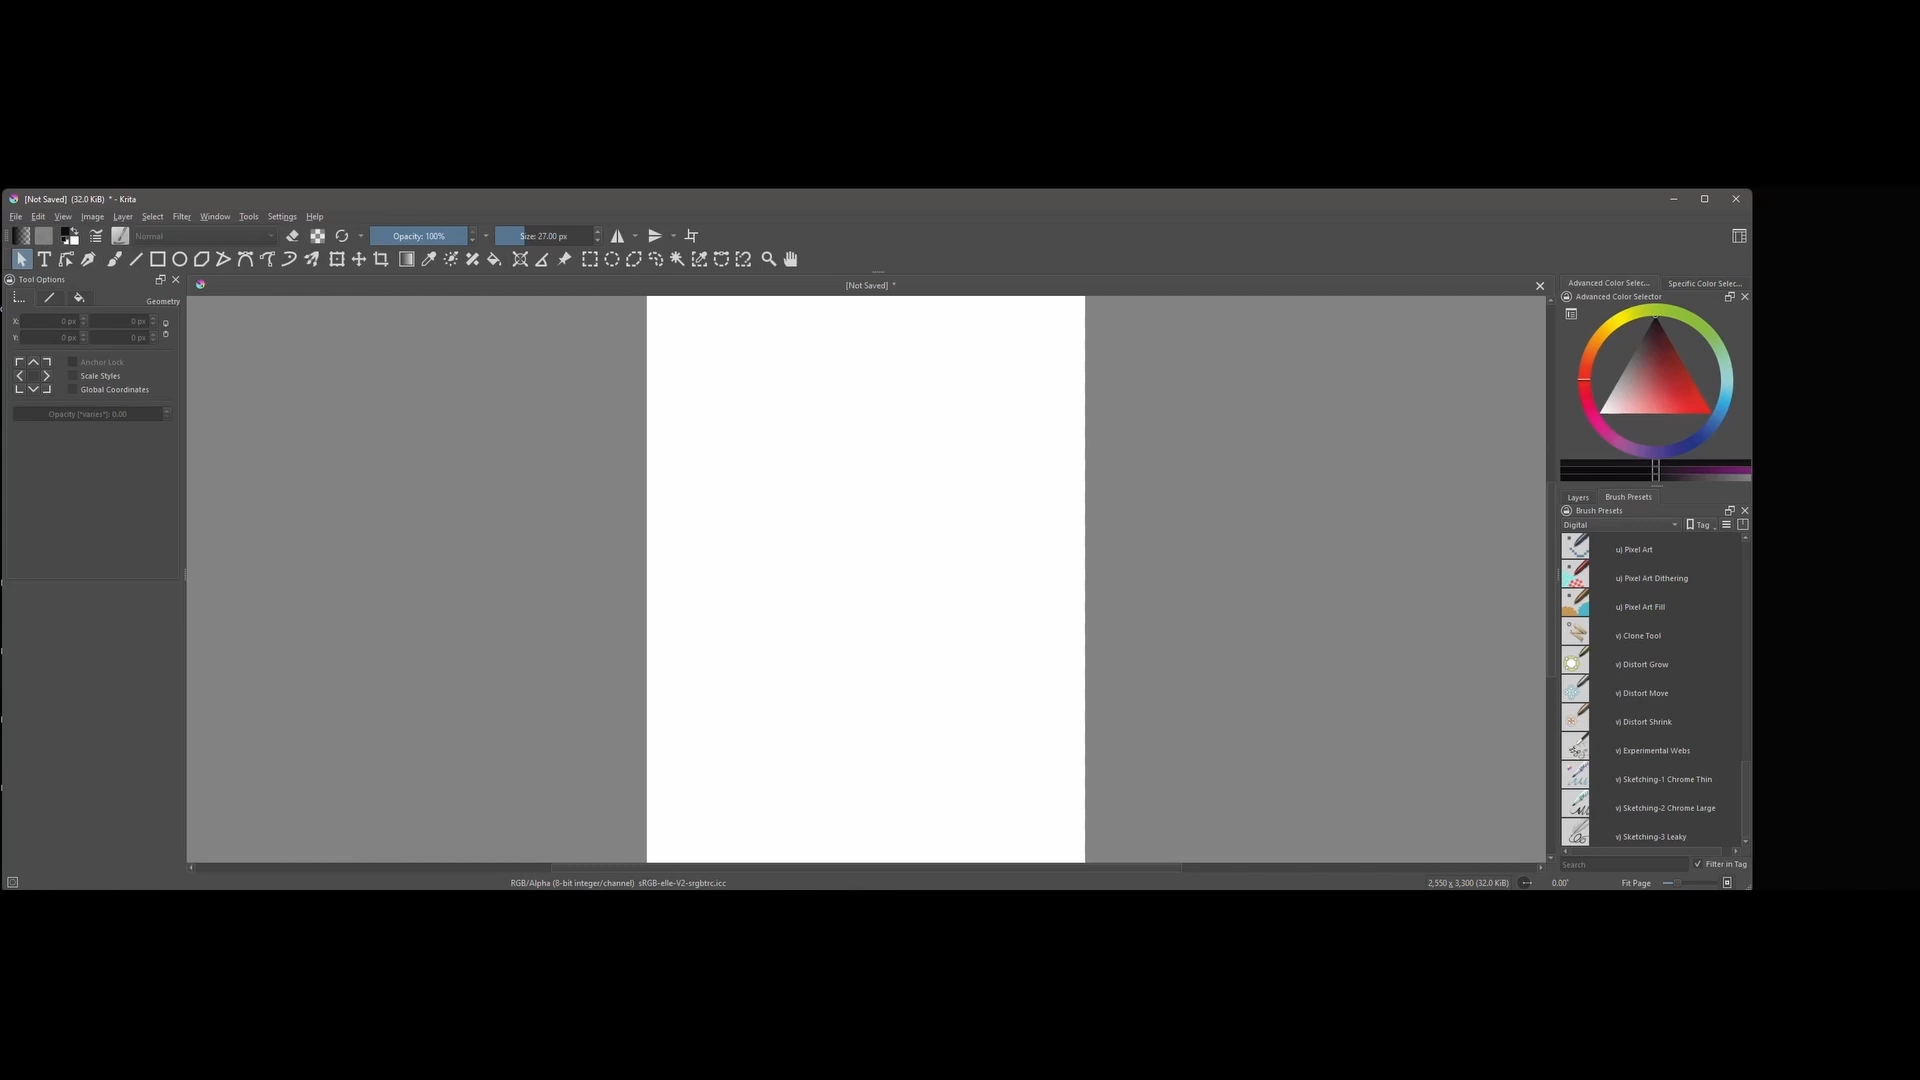 [Not Saved]  (32.0 KiB)  * - Krita
File Edit View Image Layer Select Filter Window Tools Settings Help
Normal Opacity: 100% Size: 27.00 px
Tool Options
[Not Saved]  *
Geometry
X: 0 px 0 px
Y: 0 px 0 px
Anchor Lock
Scale Styles
Global Coordinates
Opacity [*varies*]: 0.00
Advanced Color Selec... Specific Color Selec...
Advanced Color Selector
Layers Brush Presets
Brush Presets
Digital Tag
u) Pixel Art
u) Pixel Art Dithering
u) Pixel Art Fill
v) Clone Tool
v) Distort Grow
v) Distort Move
v) Distort Shrink
v) Experimental Webs
v) Sketching-1 Chrome Thin
v) Sketching-2 Chrome Large
v) Sketching-3 Leaky
Search Filter in Tag
RGB/Alpha (8-bit integer/channel)  sRGB-elle-V2-srgbtrc.icc 2,550 x 3,300 (32.0 KiB) 0.00° Fit Page